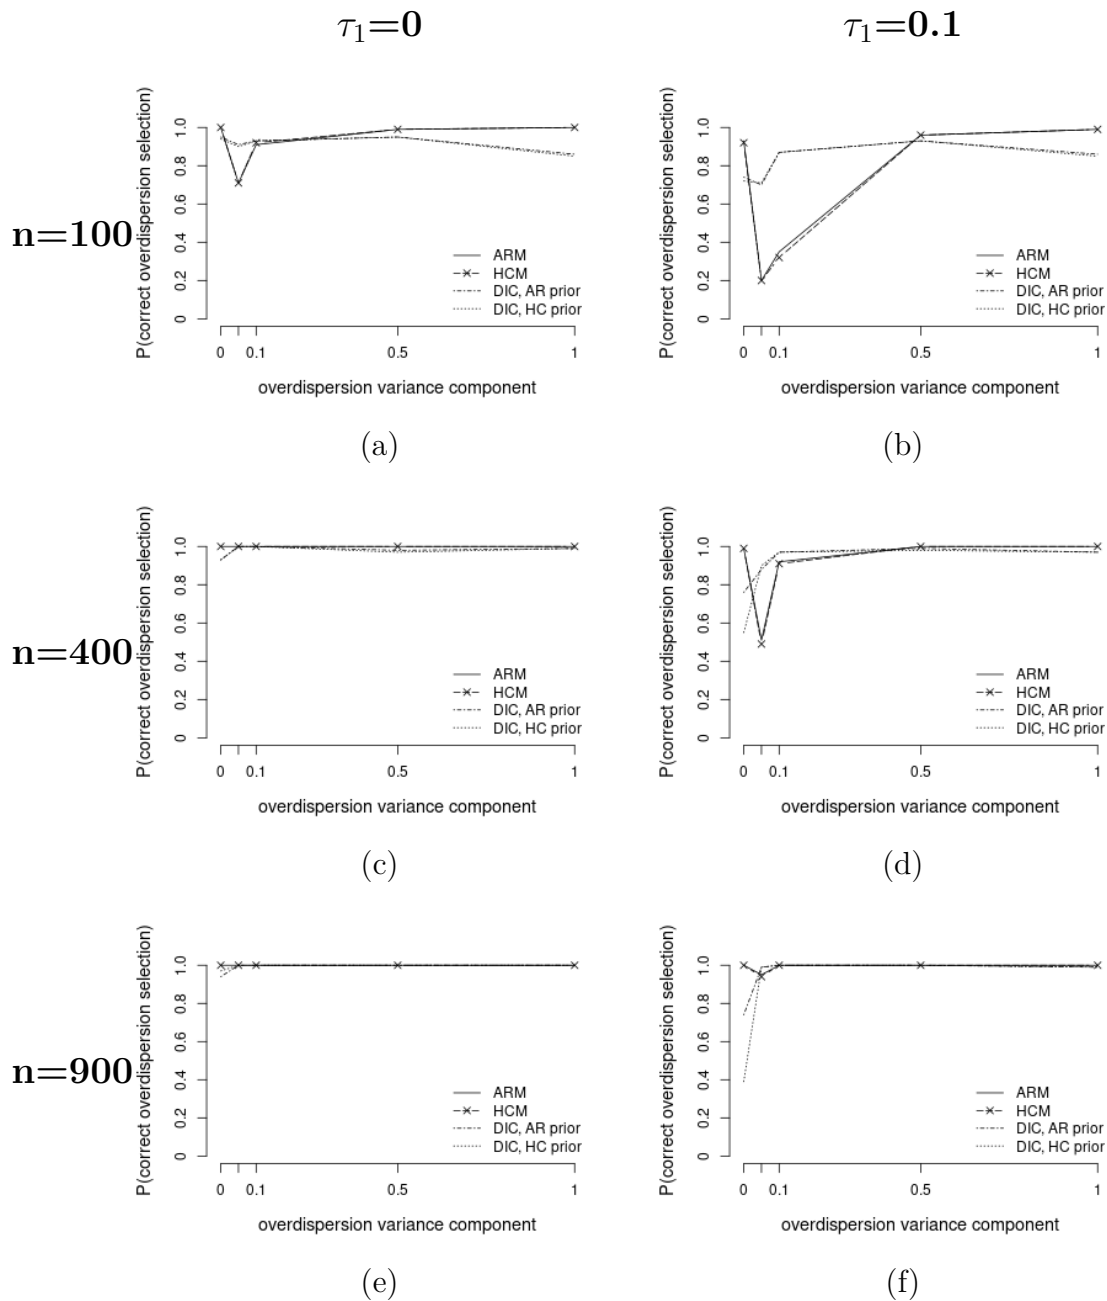 τ1=0
τ1=0.1
n=100
P(correct overdispersion selection)
0 0.2 0.4 0.6 0.8 1.0
ARM
HCM
DIC, AR prior
DIC, HC prior
0 0.1 0.5 1
overdispersion variance component
(a)
P(correct overdispersion selection)
0 0.2 0.4 0.6 0.8 1.0
ARM
HCM
DIC, AR prior
DIC, HC prior
0 0.1 0.5 1
overdispersion variance component
(b)
n=400
P(correct overdispersion selection)
0 0.2 0.4 0.6 0.8 1.0
ARM
HCM
DIC, AR prior
DIC, HC prior
0 0.1 0.5 1
overdispersion variance component
(c)
P(correct overdispersion selection)
0 0.2 0.4 0.6 0.8 1.0
ARM
HCM
DIC, AR prior
DIC, HC prior
0 0.1 0.5 1
overdispersion variance component
(d)
n=900
P(correct overdispersion selection)
0 0.2 0.4 0.6 0.8 1.0
ARM
HCM
DIC, AR prior
DIC, HC prior
0 0.1 0.5 1
overdispersion variance component
(e)
P(correct overdispersion selection)
0 0.2 0.4 0.6 0.8 1.0
ARM
HCM
DIC, AR prior
DIC, HC prior
0 0.1 0.5 1
overdispersion variance component
(f)